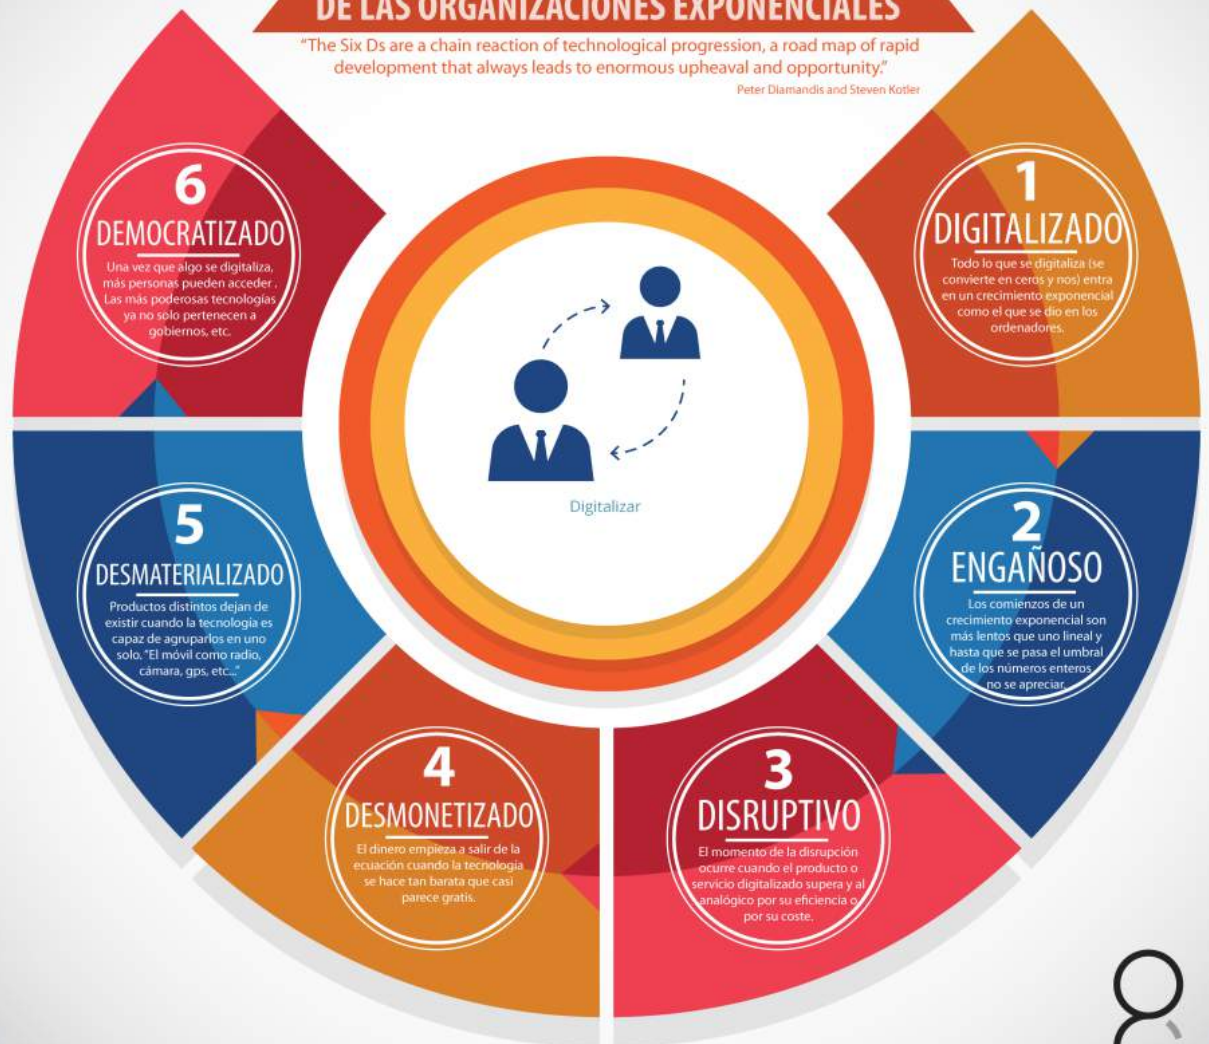 DE LAS ORGANIZACIONES EXPONENCIALES
"The Six Ds are a chain reaction of technological progression, a road map of rapid
development that always leads to enormous upheaval and opportunity."
Peter Diamandis and Steven Kotler
1
DIGITALIZADO
Todo lo que se digitaliza (se
convierte en ceros y nos) entra
en un crecimiento exponencial
como el que se dio en los
ordenadores.
2
ENGAÑOSO
Los comienzos de un
crecimiento exponencial son
más lentos que uno lineal y
hasta que se pasa el umbral
de los números enteros
no se apreciar.
3
DISRUPTIVO
El momento de la disrupción
ocurre cuando el producto o
servicio digitalizado supera y al
analógico por su eficiencia o
por su coste.
4
DESMONETIZADO
El dinero empieza a salir de la
ecuación cuando la tecnología
se hace tan barata que casi
parece gratis.
5
DESMATERIALIZADO
Productos distintos dejan de
existir cuando la tecnología es
capaz de agruparlos en uno
solo. "El móvil como radio,
cámara, gps, etc..."
6
DEMOCRATIZADO
Una vez que algo se digitaliza,
más personas pueden acceder .
Las más poderosas tecnologías
ya no solo pertenecen a
gobiernos, etc.
Digitalizar